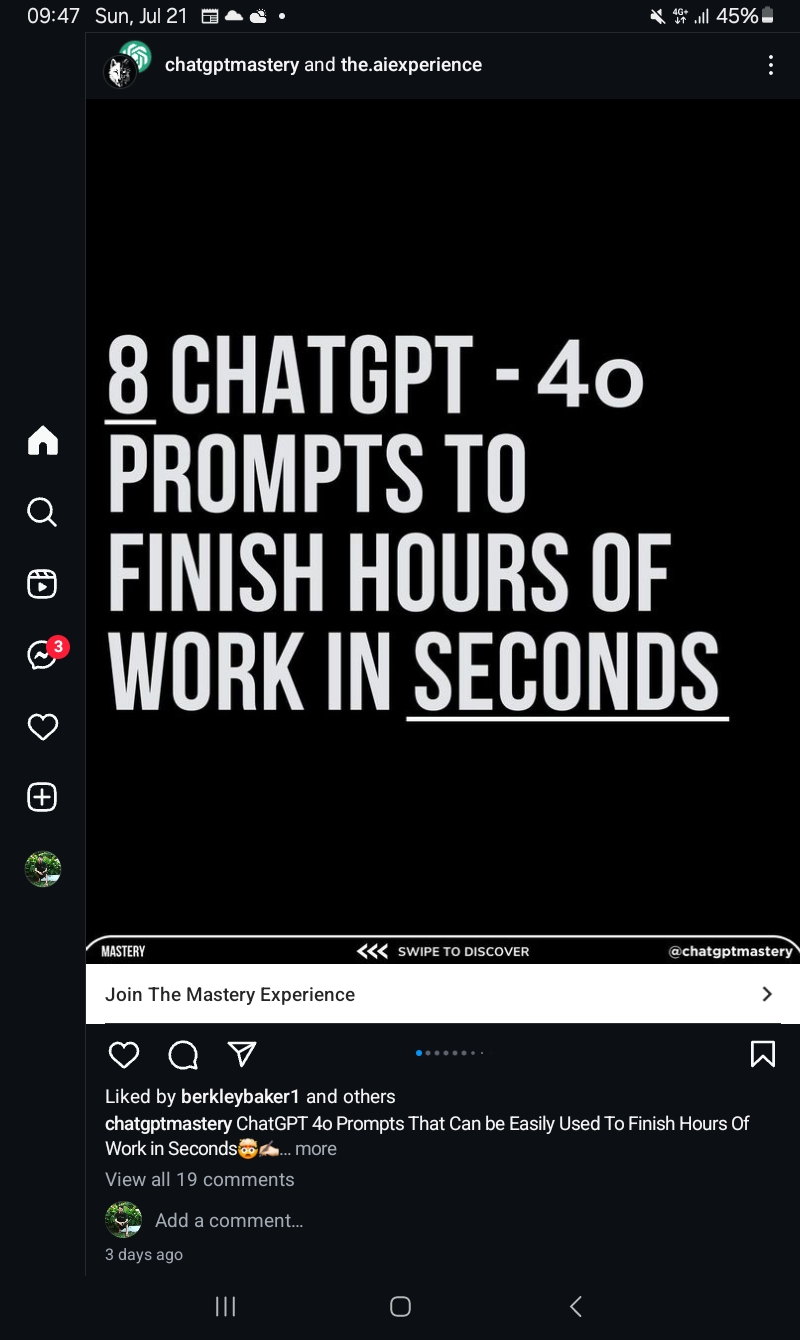 09:47 Sun, Jul 21
4G+ 45%
chatgptmastery and the.aiexperience
8 CHATGPT - 4o
PROMPTS TO
FINISH HOURS OF
WORK IN SECONDS
3
MASTERY
SWIPE TO DISCOVER
@chatgptmastery
Join The Mastery Experience
Liked by berkleybaker1 and others
chatgptmastery ChatGPT 4o Prompts That Can be Easily Used To Finish Hours Of
Work in Seconds🤯✍🏻... more
View all 19 comments
Add a comment...
3 days ago